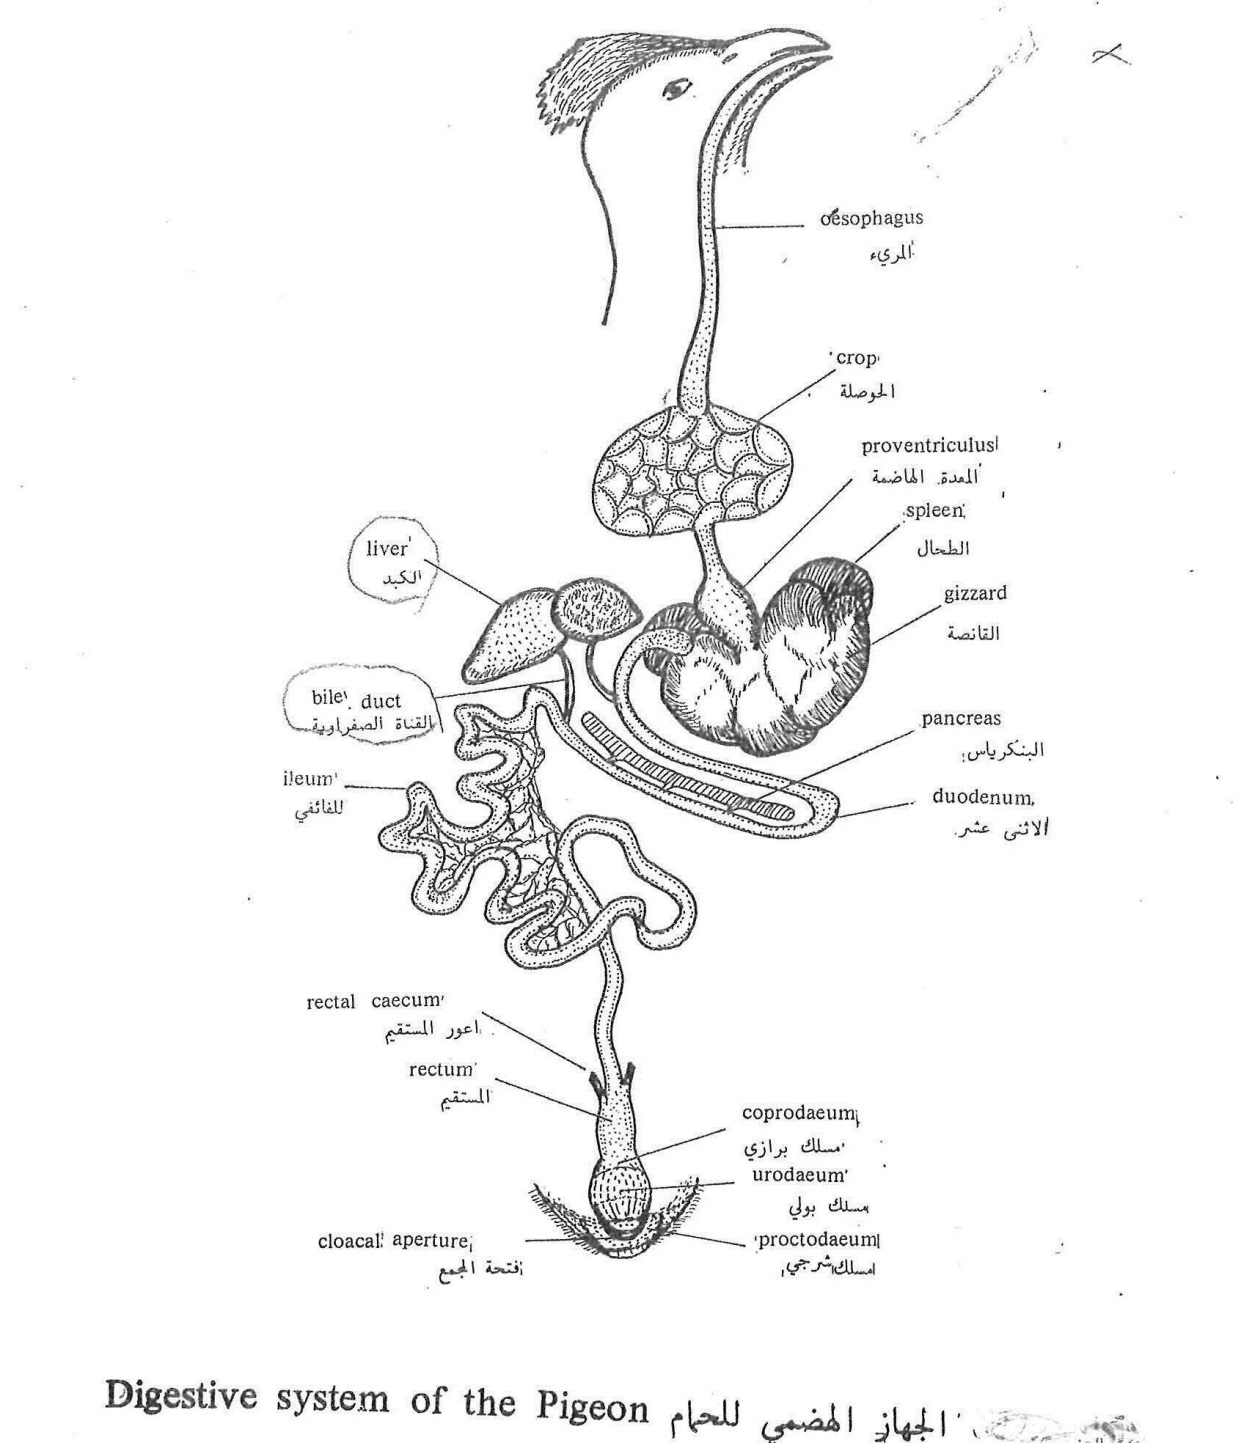 oesophagus
المريء
crop
الحوصلة
proventriculus
المعدة الهاضمة
spleen
الطحال
liver
الكبد
gizzard
القانصة
bile duct
القناة الصفراوية
pancreas
البنكرياس
ileum
اللفائفي
duodenum
الاثنى عشر
rectal caecum
اعور المستقيم
rectum
المستقيم
coprodaeum
مسلك برازي
urodaeum
مسلك بولي
cloacal aperture
فتحة المجمع
proctodaeum
مسلك شرجي
Digestive system of the Pigeon الجهاز الهضمي للحمام